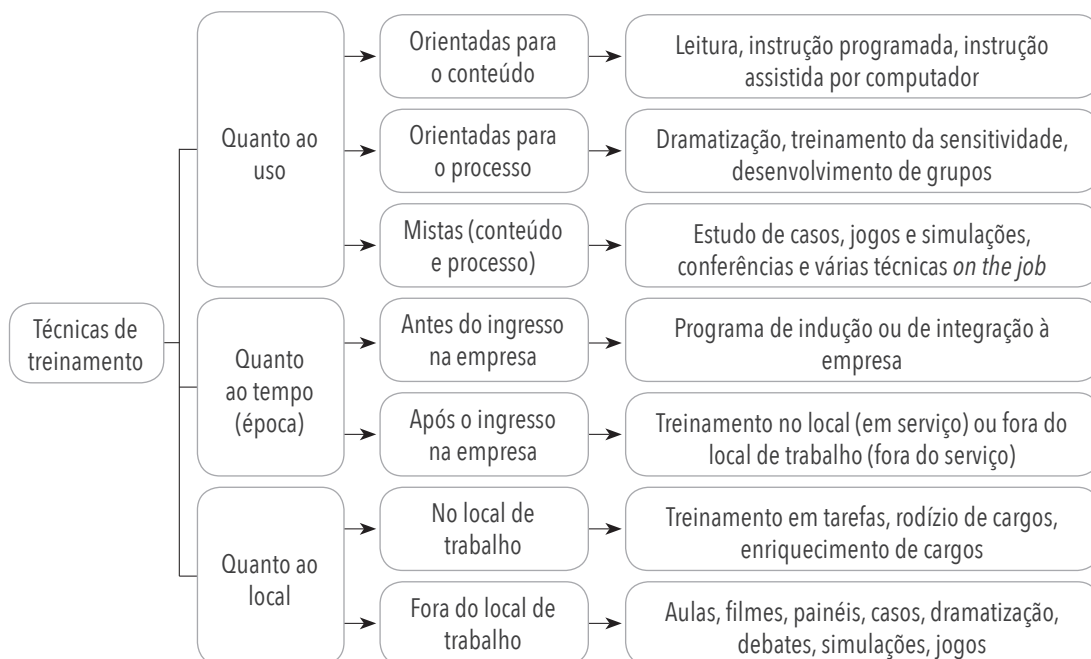 Técnicas de
treinamento
Quanto ao
uso
Orientadas para
o conteúdo
Leitura, instrução programada, instrução
assistida por computador
Orientadas para
o processo
Dramatização, treinamento da sensitividade,
desenvolvimento de grupos
Mistas (conteúdo
e processo)
Estudo de casos, jogos e simulações,
conferências e várias técnicas on the job
Quanto
ao tempo
(época)
Antes do ingresso
na empresa
Programa de indução ou de integração à
empresa
Após o ingresso
na empresa
Treinamento no local (em serviço) ou fora do
local de trabalho (fora do serviço)
Quanto ao
local
No local de
trabalho
Treinamento em tarefas, rodízio de cargos,
enriquecimento de cargos
Fora do local de
trabalho
Aulas, filmes, painéis, casos, dramatização,
debates, simulações, jogos